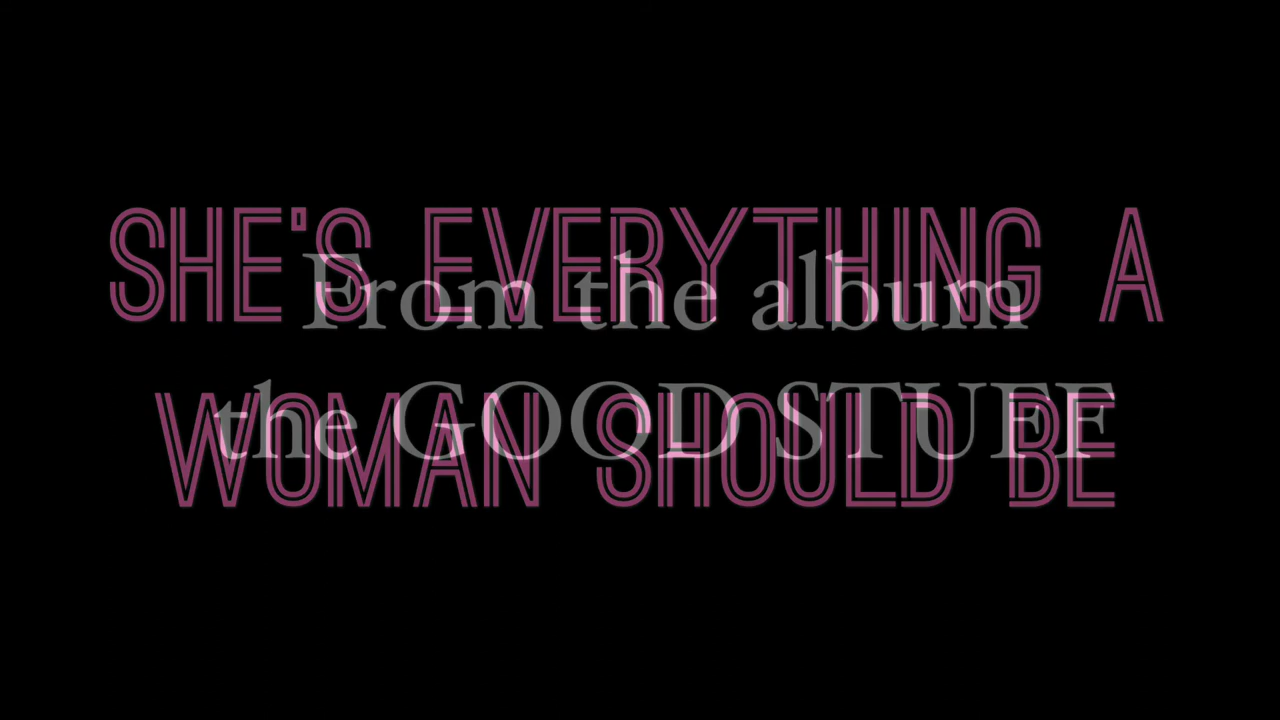 SHE'S EVERYTHING A
From the album
the GOOD STUFF
WOMAN SHOULD BE